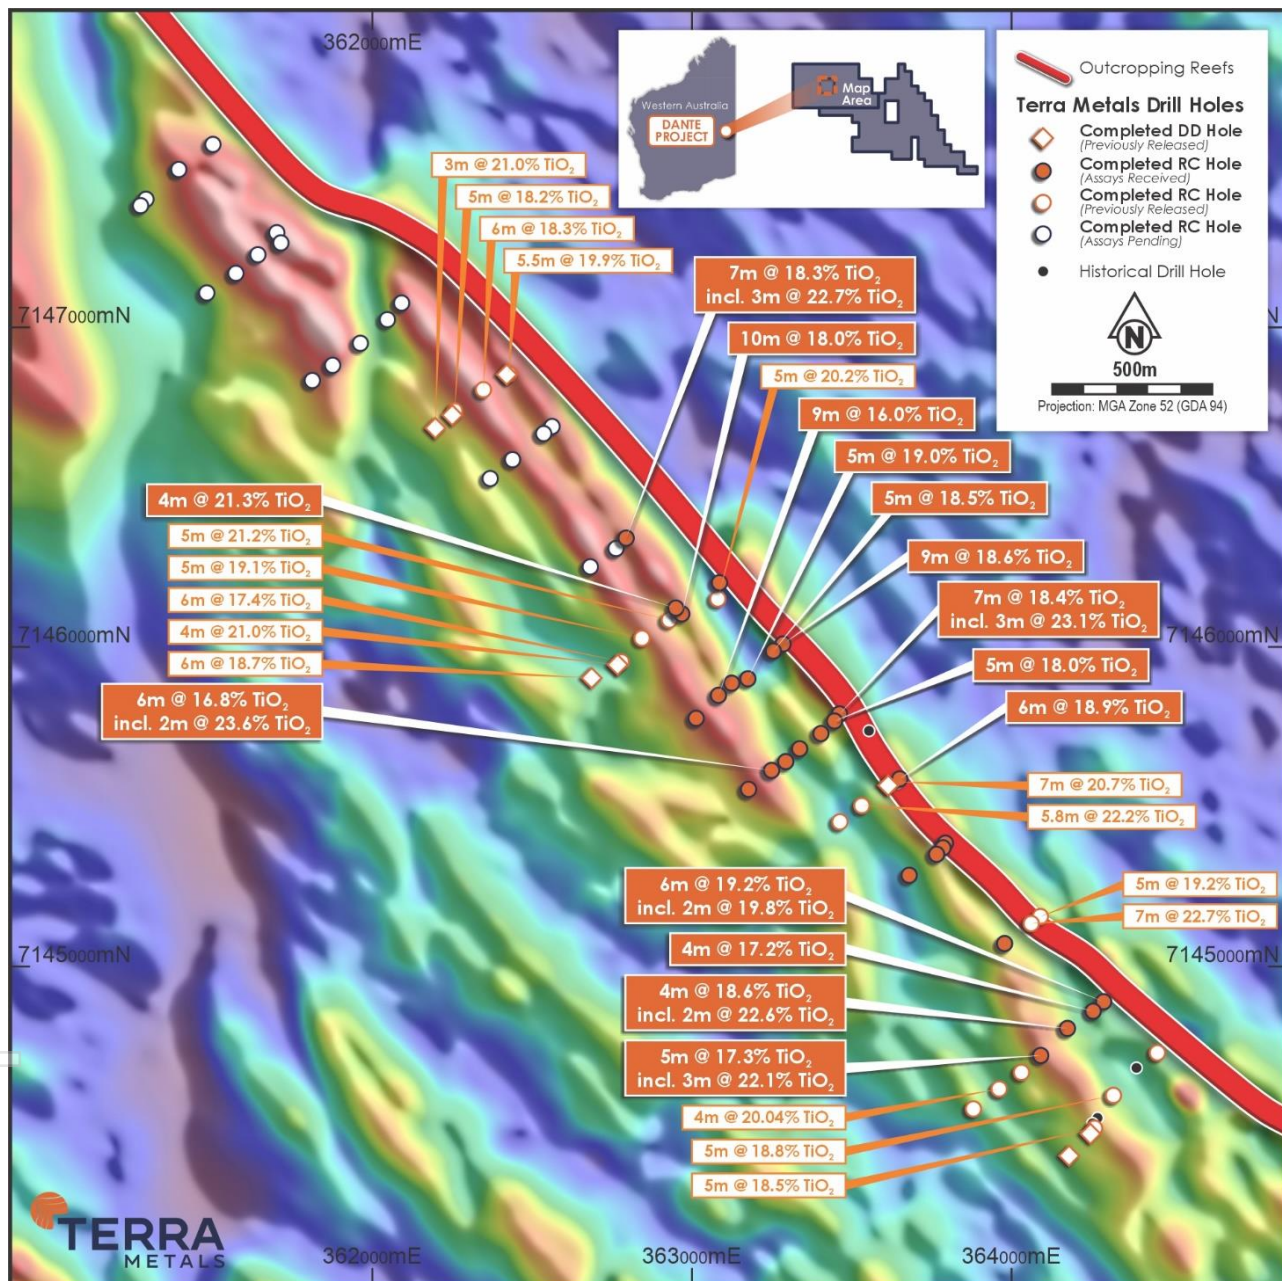 362000mE
Western Australia
DANTE
PROJECT
Map
Area
Outcropping Reefs
Terra Metals Drill Holes
Completed DD Hole
(Previously Released)
Completed RC Hole
(Assays Received)
Completed RC Hole
(Previously Released)
Completed RC Hole
(Assays Pending)
Historical Drill Hole
N
500m
Projection: MGA Zone 52 (GDA 94)
3m @ 21.0% TiO₂
5m @ 18.2% TiO₂
6m @ 18.3% TiO₂
5.5m @ 19.9% TiO₂
7m @ 18.3% TiO₂
incl. 3m @ 22.7% TiO₂
7147000mN
N
10m @ 18.0% TiO₂
5m @ 20.2% TiO₂
9m @ 16.0% TiO₂
5m @ 19.0% TiO₂
5m @ 18.5% TiO₂
4m @ 21.3% TiO₂
5m @ 21.2% TiO₂
5m @ 19.1% TiO₂
6m @ 17.4% TiO₂
4m @ 21.0% TiO₂
6m @ 18.7% TiO₂
6m @ 16.8% TiO₂
incl. 2m @ 23.6% TiO₂
9m @ 18.6% TiO₂
7m @ 18.4% TiO₂
incl. 3m @ 23.1% TiO₂
7146000mN
7146000mN
5m @ 18.0% TiO₂
6m @ 18.9% TiO₂
7m @ 20.7% TiO₂
5.8m @ 22.2% TiO₂
5m @ 19.2% TiO₂
7m @ 22.7% TiO₂
6m @ 19.2% TiO₂
incl. 2m @ 19.8% TiO₂
4m @ 17.2% TiO₂
7145000mN
7145000mN
4m @ 18.6% TiO₂
incl. 2m @ 22.6% TiO₂
5m @ 17.3% TiO₂
incl. 3m @ 22.1% TiO₂
4m @ 20.04% TiO₂
5m @ 18.8% TiO₂
5m @ 18.5% TiO₂
TERRA
METALS
362000mE
363000mE
364000mE